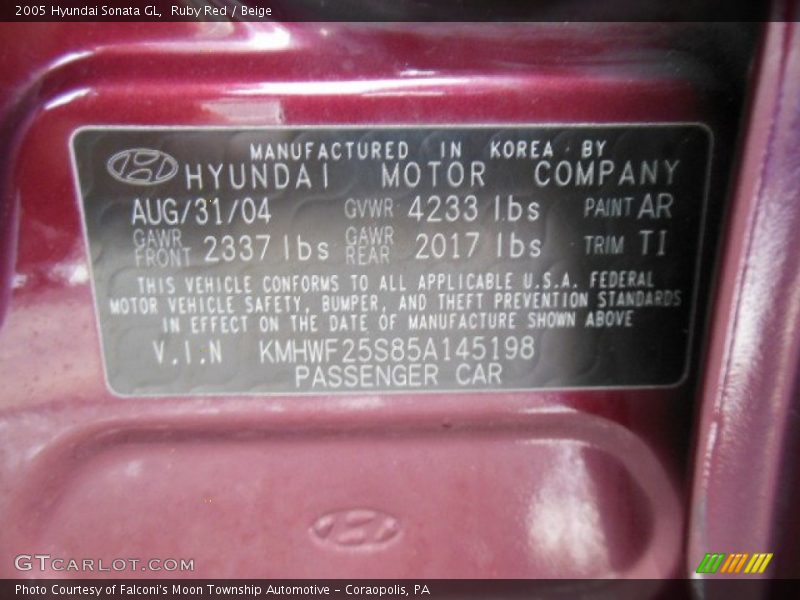 2005 Hyundai Sonata GL, Ruby Red / Beige
MANUFACTURED IN KOREA BY
HYUNDAI MOTOR COMPANY
AUG/31/04 GVWR 4233 lbs PAINT AR
GAWR FRONT 2337 lbs GAWR REAR 2017 lbs TRIM TI
THIS VEHICLE CONFORMS TO ALL APPLICABLE U.S.A. FEDERAL
MOTOR VEHICLE SAFETY, BUMPER, AND THEFT PREVENTION STANDARDS
IN EFFECT ON THE DATE OF MANUFACTURE SHOWN ABOVE
V.I.N KMHWF25S85A145198
PASSENGER CAR
GTCARLOT.COM
Photo Courtesy of Falconi's Moon Township Automotive - Coraopolis, PA